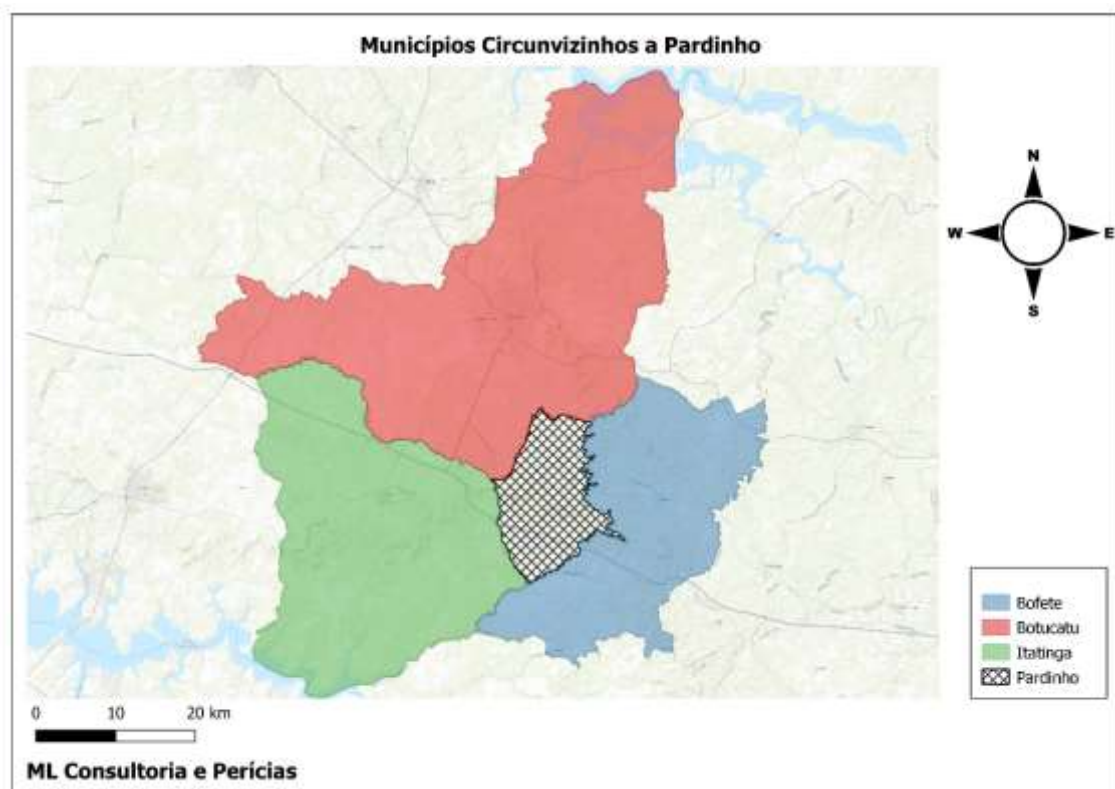 Municípios Circunvizinhos a Pardinho
N
W
E
S
Bofete
Botucatu
Itatinga
Pardinho
0 10 20 km
ML Consultoria e Perícias